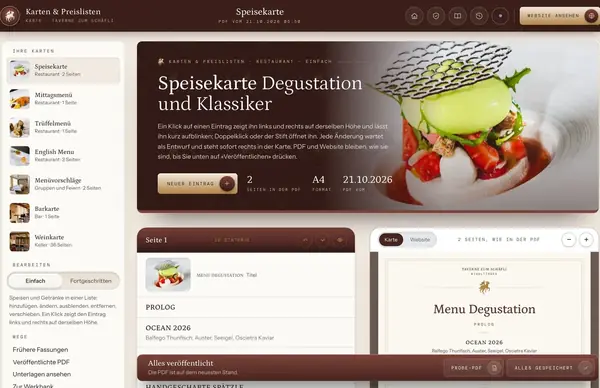 Karten & Preislisten
KARTE · TAVERNE ZUM SCHÄFLI
Speisekarte
PDF VOM 21.10.2026 05:58
WEBSITE ANSEHEN
IHRE KARTEN
Speisekarte
Restaurant · 2 Seiten
Mittagsmenü
Restaurant · 1 Seite
Trüffelmenü
Restaurant · 1 Seite
English Menu
Restaurant · 2 Seiten
Menüvorschläge
Gruppen und Feiern · 2 Seiten
Barkarte
Bar · 1 Seite
Weinkarte
Keller · 36 Seiten
BEARBEITEN
Einfach
Fortgeschritten
Speisen und Getränke in einer Liste:
hinzufügen, ändern, ausblenden, entfernen,
verschieben. Ein Klick zeigt den Eintrag
links und rechts auf derselben Höhe.
WEGE
Frühere Fassungen
Veröffentlichte PDF
Unterlagen ansehen
Zur Werkbank
KARTEN & PREISLISTEN · RESTAURANT · EINFACH
Speisekarte Degustation
und Klassiker
Ein Klick auf einen Eintrag zeigt ihn links und rechts auf derselben Höhe und lässt
ihn kurz aufblinken; Doppelklick oder der Stift öffnet ihn. Jede Änderung wartet
als Entwurf und steht sofort rechts in der Karte. PDF und Website bleiben, wie sie
sind, bis Sie unten auf «Veröffentlichen» drücken.
NEUER EINTRAG
2
SEITEN IN DER PDF
A4
FORMAT
21.10.2026
PDF VOM
Seite 1
MENU DEGUSTATION Titel
PROLOG
OCEAN 2026
Balfego Thunfisch, Auster, Seeigel, Oscietra Kaviar
HANDGESCHABTE SPÄTZLE
Karte
Website
2 SEITEN, WIE IN DER PDF
TAVERNE ZUM SCHÄFLI
Menu Degustation
PROLOG
OCEAN 2026
Balfego Thunfisch, Auster, Seeigel, Oscietra Kaviar
Alles veröffentlicht
Die PDF ist auf dem neuesten Stand.
PROBE-PDF
ALLES GESPEICHERT